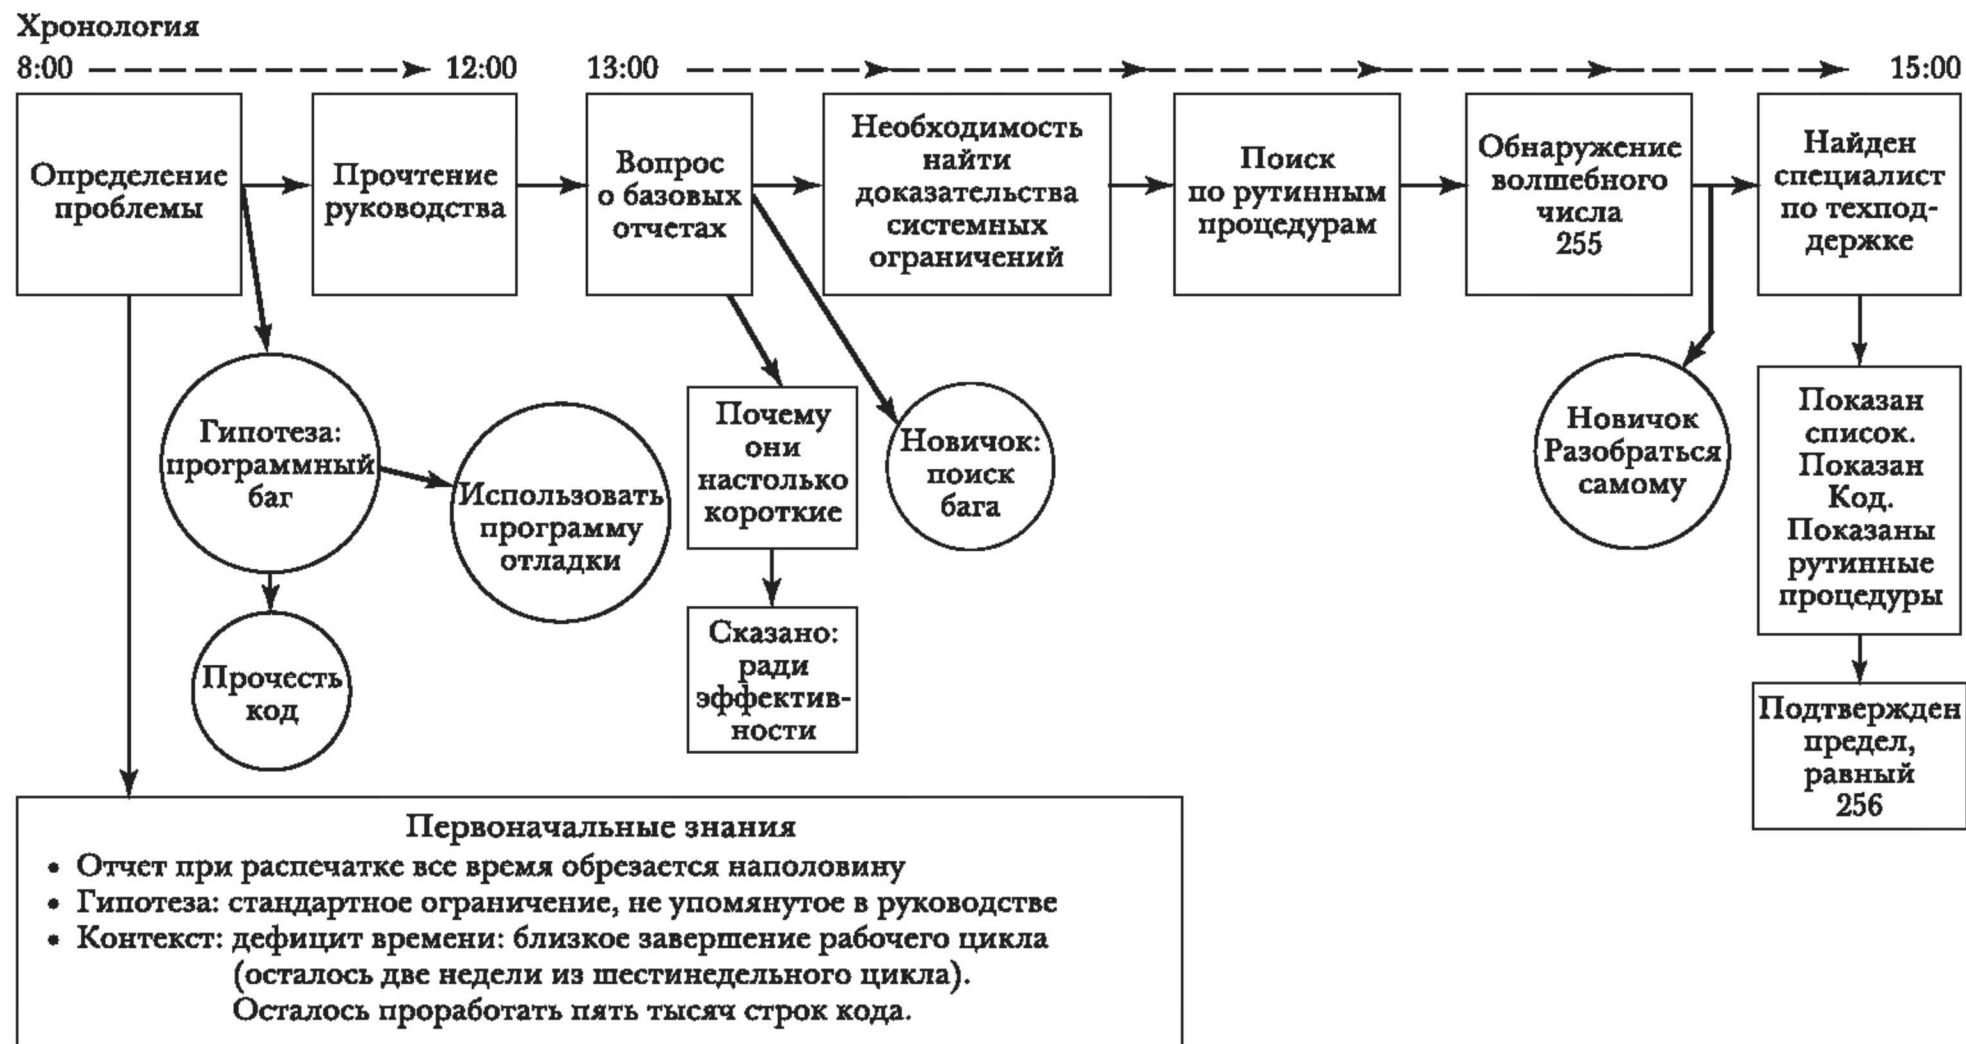 Хронология
8:00
12:00
13:00
15:00
Определение
проблемы
Прочтение
руководства
Вопрос
о базовых
отчетах
Необходимость
найти
доказательства
системных
ограничений
Поиск
по рутинным
процедурам
Обнаружение
волшебного
числа
255
Найден
специалист
по техпод-
держке
Гипотеза:
программный
баг
Использовать
программу
отладки
Прочесть
код
Почему
они
настолько
короткие
Сказано:
ради
эффектив-
ности
Новичок:
поиск
бага
Новичок
Разобраться
самому
Показан
список.
Показан
Код.
Показаны
рутинные
процедуры
Подтвержден
предел,
равный
256
Первоначальные знания
• Отчет при распечатке все время обрезается наполовину
• Гипотеза: стандартное ограничение, не упомянутое в руководстве
• Контекст: дефицит времени: близкое завершение рабочего цикла
(осталось две недели из шестинедельного цикла).
Осталось проработать пять тысяч строк кода.